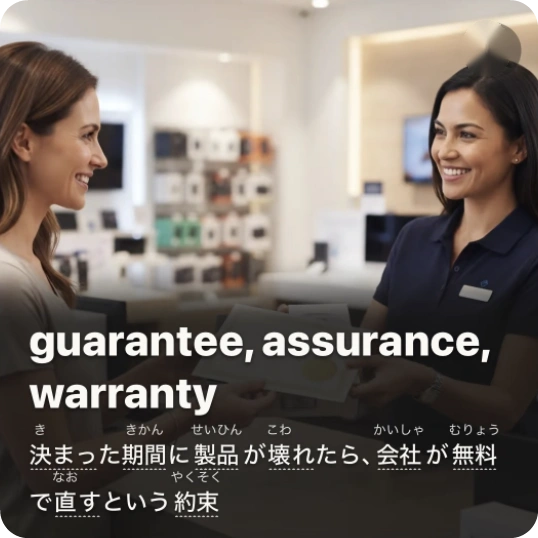 guarantee, assurance,
warranty
き きかん せいひん こわ かいしゃ むりょう
決まった期間に製品が壊れたら、会社が無料
なお やくそく
で直すという約束